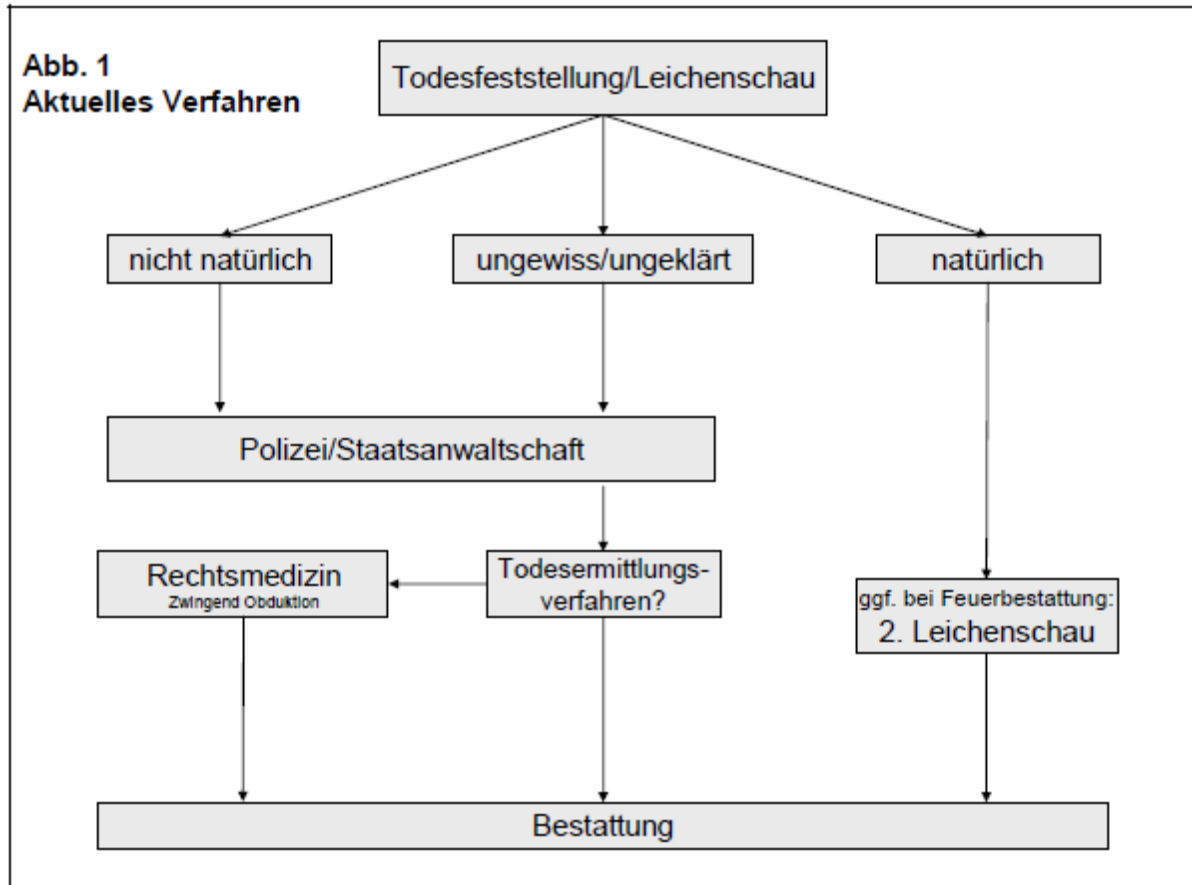 Abb. 1
Aktuelles Verfahren
Todesfeststellung/Leichenschau
nicht natürlich
ungewiss/ungeklärt
natürlich
Polizei/Staatsanwaltschaft
Rechtsmedizin
Zwingend Obduktion
Todesermittlungs-
verfahren?
ggf. bei Feuerbestattung:
2. Leichenschau
Bestattung